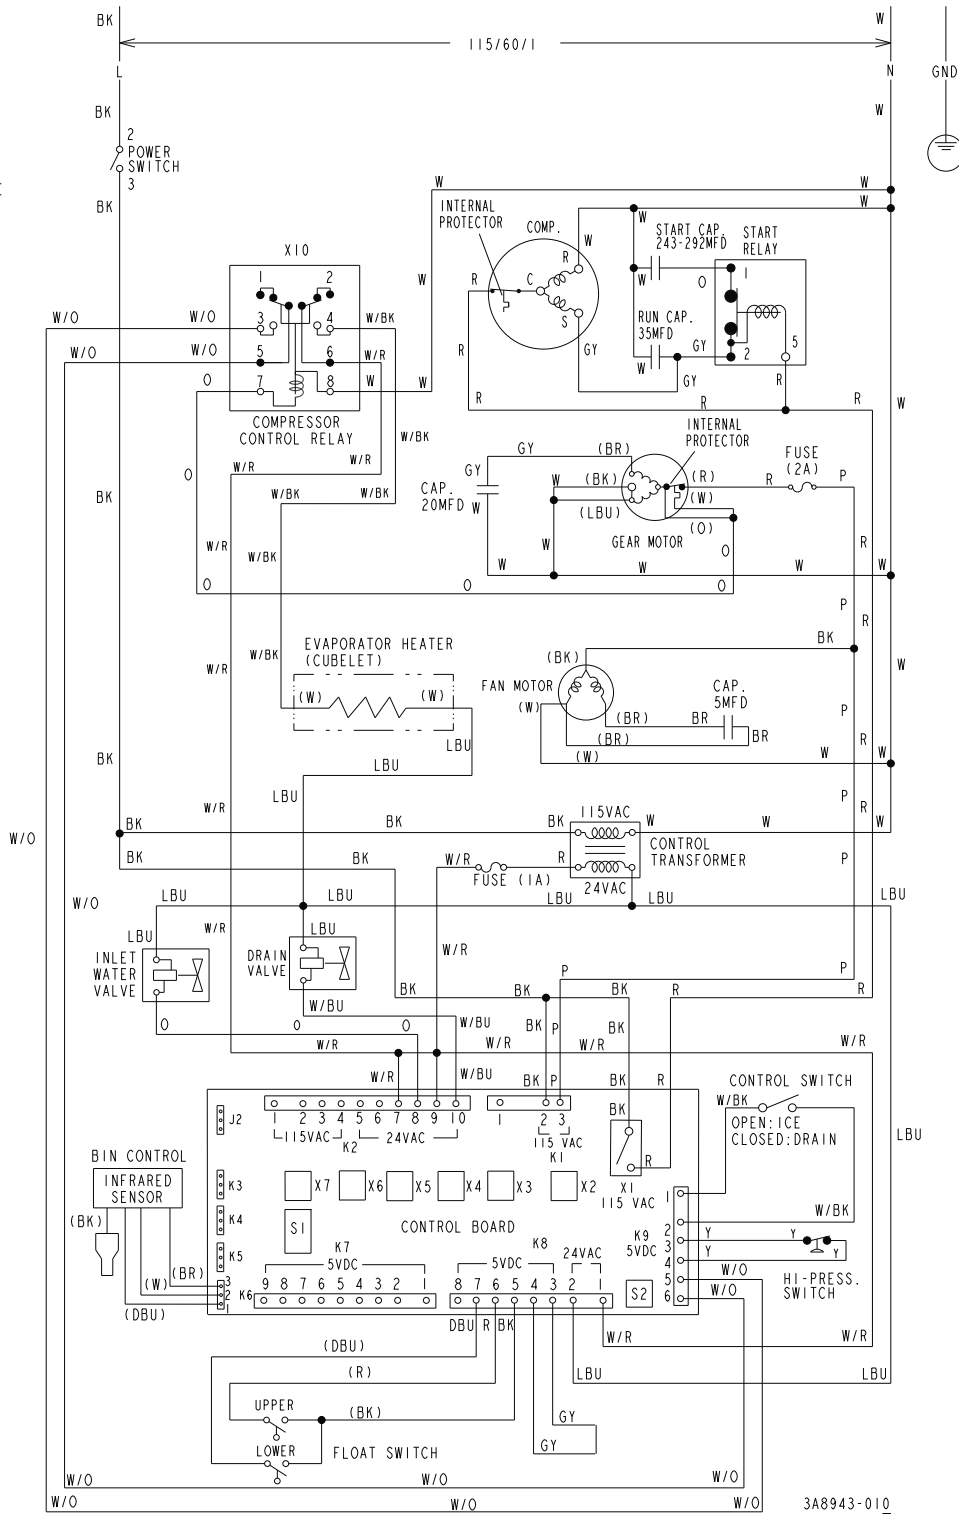 BK
W
115/60/1
L
N
GND
BK
W
2
POWER
SWITCH
3
BK
W
W
W
INTERNAL
PROTECTOR
COMP.
W
START CAP.
243-292MFD
START
RELAY
X10
R
W
1
2
R
C
W
O
1
W
W/O
W/O
3
4
W/BK
S
RUN CAP.
35MFD
5
W/O
W/O
5
6
W/R
R
GY
W
GY
2
O
7
8
W
W
GY
R
R
R
R
W
COMPRESSOR
CONTROL RELAY
W/BK
INTERNAL
PROTECTOR
GY
(BR)
FUSE
(2A)
O
W/R
W/R
GY
W
(BK)
(R)
R
P
BK
W/BK
W/BK
CAP.
20MFD
W
(W)
(LBU)
(O)
GEAR MOTOR
W/R
W/BK
W
O
R
W
W
W
W
O
O
O
P
R
BK
EVAPORATOR HEATER
(CUBELET)
W/BK
W/R
(BK)
W
FAN MOTOR
CAP.
5MFD
(W)
(W)
(W)
(BR)
BR
BR
P
(BR)
LBU
R
W
W
(W)
BK
LBU
LBU
P
W/R
R
115VAC
BK
BK
BK
W
W
W
W/O
CONTROL
TRANSFORMER
BK
BK
W/R
R
P
FUSE (1A)
24VAC
LBU
LBU
LBU
LBU
LBU
W/O
W/R
LBU
LBU
W/R
INLET
WATER
VALVE
DRAIN
VALVE
P
P
BK
BK
BK
R
R
W/BU
O
O
O
W/BU
BK
P
BK
W/R
W/R
W/R
W/R
W/R
W/BU
BK
P
BK
R
CONTROL SWITCH
W/BK
BK
OPEN:ICE
CLOSED:DRAIN
J2
1
2
3
4
5
6
7
8
9
10
1
2
3
115VAC
K2
24VAC
115 VAC
K1
LBU
R
BIN CONTROL
INFRARED
SENSOR
K3
X7
X6
X5
X4
X3
X2
X1
115 VAC
1
K4
W/BK
(BK)
S1
CONTROL BOARD
2
K9
5VDC
Y
Y
3
K5
K7
5VDC
K8
5VDC
24VAC
4
Y
(BR)
3
W/O
5
HI-PRESS.
SWITCH
(W)
2
K6
9
8
7
6
5
4
3
2
1
8
7
6
5
4
3
2
1
S2
6
W/O
(DBU)
1
DBU
R
BK
W/R
W/R
(DBU)
(R)
LBU
LBU
UPPER
(BK)
GY
LOWER
FLOAT SWITCH
GY
W/O
W/O
W/O
W/O
W/O
W/O
3A8943-010